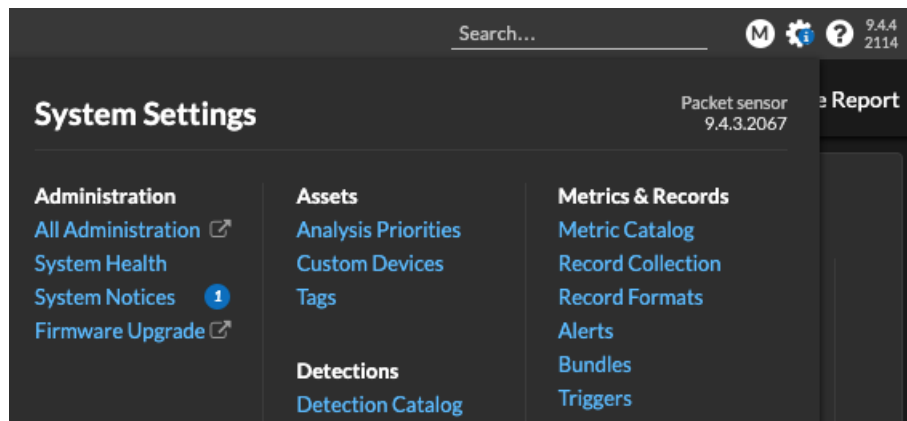 Search...
M
?
9.4.4
2114
System Settings
Packet sensor
9.4.3.2067
e Report
Administration
All Administration
System Health
System Notices 1
Firmware Upgrade
Assets
Analysis Priorities
Custom Devices
Tags
Detections
Detection Catalog
Metrics & Records
Metric Catalog
Record Collection
Record Formats
Alerts
Bundles
Triggers